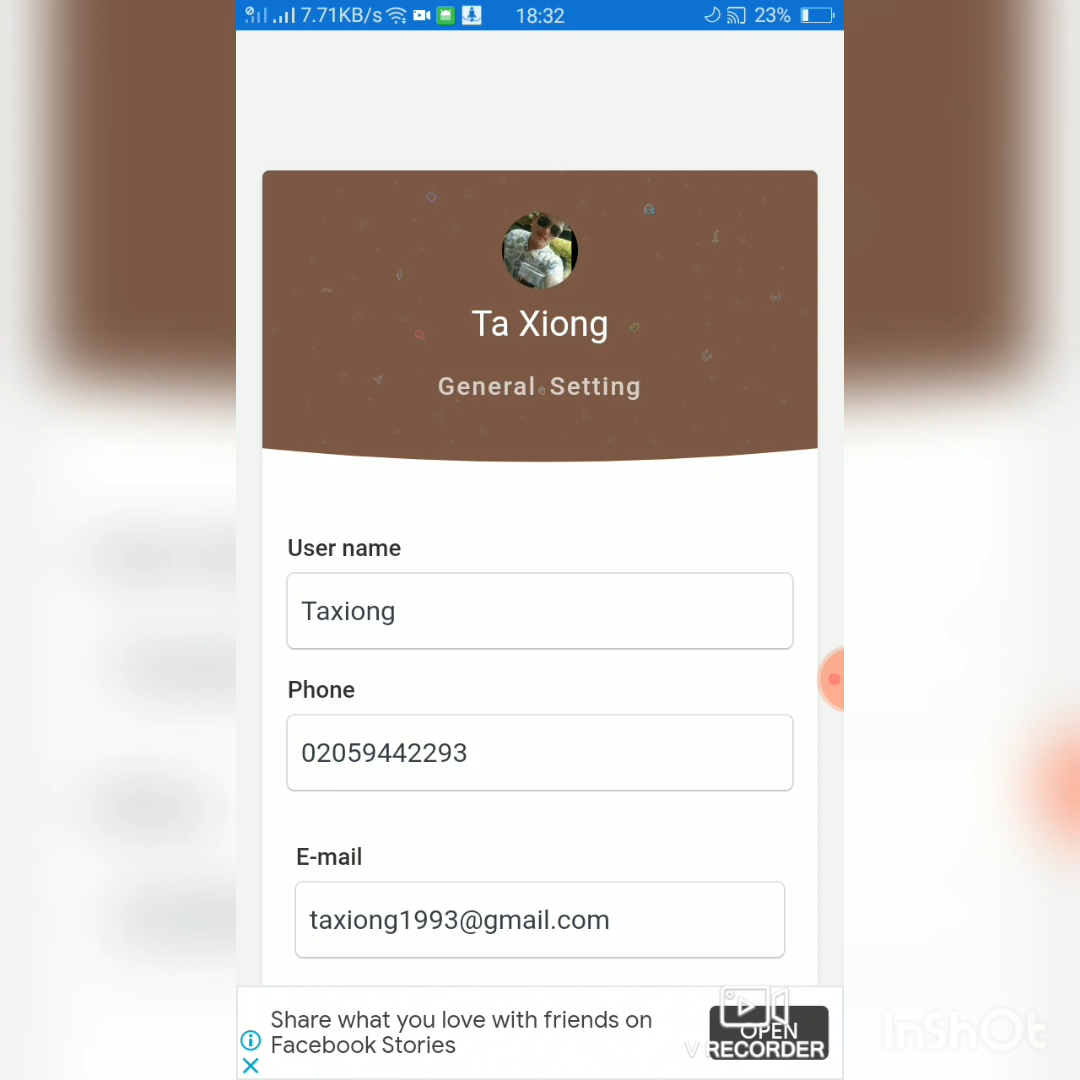 7.71KB/s 18:32 23%
Ta Xiong
General Setting
User name
Taxiong
Phone
02059442293
E-mail
taxiong1993@gmail.com
Share what you love with friends on
Facebook Stories
OPEN
V RECORDER
InShOt